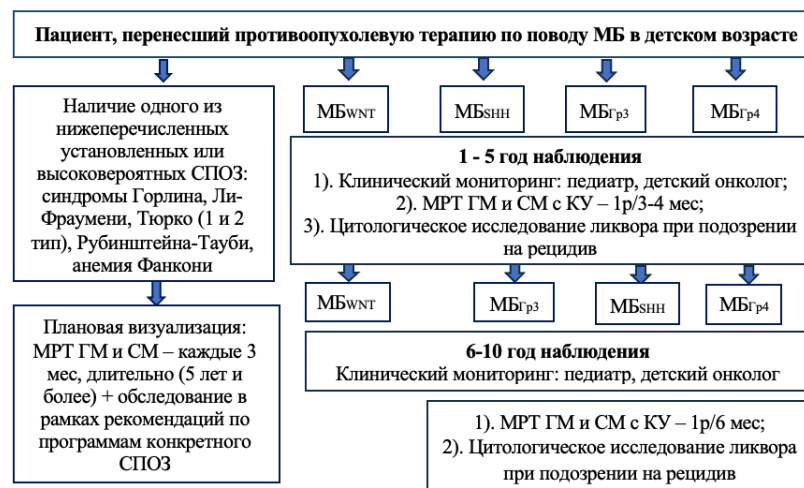 Пациент, перенесший противоопухолевую терапию по поводу МБ в детском возрасте
Наличие одного из
нижеперечисленных
установленных или
высоковероятных СПОЗ:
синдромы Горлина, Ли-
Фраумени, Тюрко (1 и 2
тип), Рубинштейна-Тауби,
анемия Фанкони
Плановая визуализация:
МРТ ГМ и СМ – каждые 3
мес, длительно (5 лет и
более) + обследование в
рамках рекомендаций по
программам конкретного
СПОЗ
МБWNT
МБSHH
МБГр3
МБГр4
1 - 5 год наблюдения
1). Клинический мониторинг: педиатр, детский онколог;
2). МРТ ГМ и СМ с КУ – 1р/3-4 мес;
3). Цитологическое исследование ликвора при подозрении
на рецидив
МБWNT
МБГр3
МБSHH
МБГр4
6-10 год наблюдения
Клинический мониторинг: педиатр, детский онколог
1). МРТ ГМ и СМ с КУ – 1р/6 мес;
2). Цитологическое исследование ликвора
при подозрении на рецидив